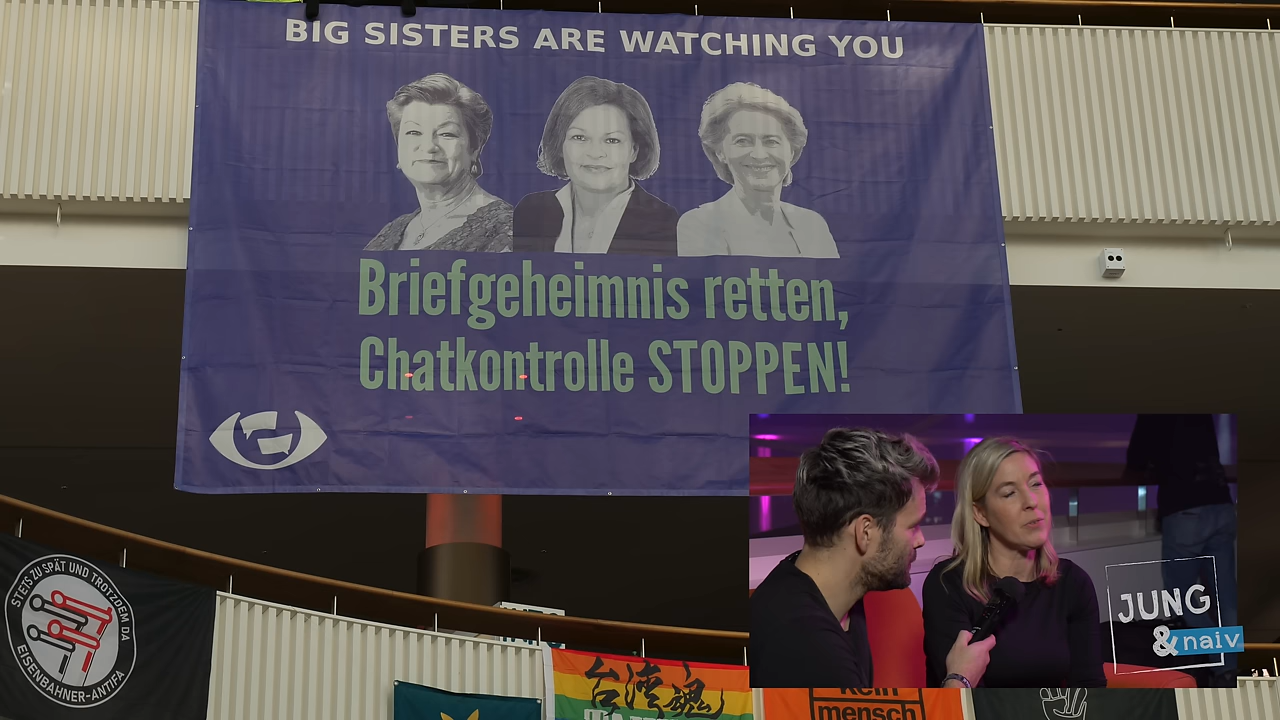 BIG SISTERS ARE WATCHING YOU
Briefgeheimnis retten,
Chatkontrolle STOPPEN!
STETS ZU SPÄT UND TROTZDEM DA
EISENBAHNER-ANTIFA
台湾魂
kein
mensch
JUNG
& naiv